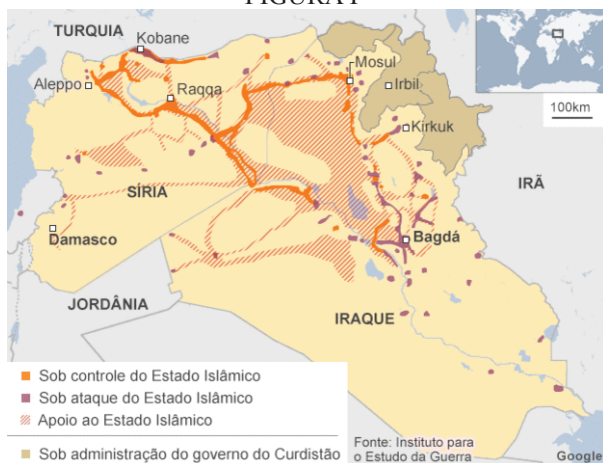 FIGURA I
TURQUIA
Kobane
Mosul
Aleppo
Irbil
Raqqa
100km
Kirkuk
SÍRIA
IRÃ
Damasco
Bagdá
JORDÂNIA
IRAQUE
Sob controle do Estado Islâmico
Sob ataque do Estado Islâmico
Apoio ao Estado Islâmico
Sob administração do governo do Curdistão
Fonte: Instituto para
o Estudo da Guerra
Google